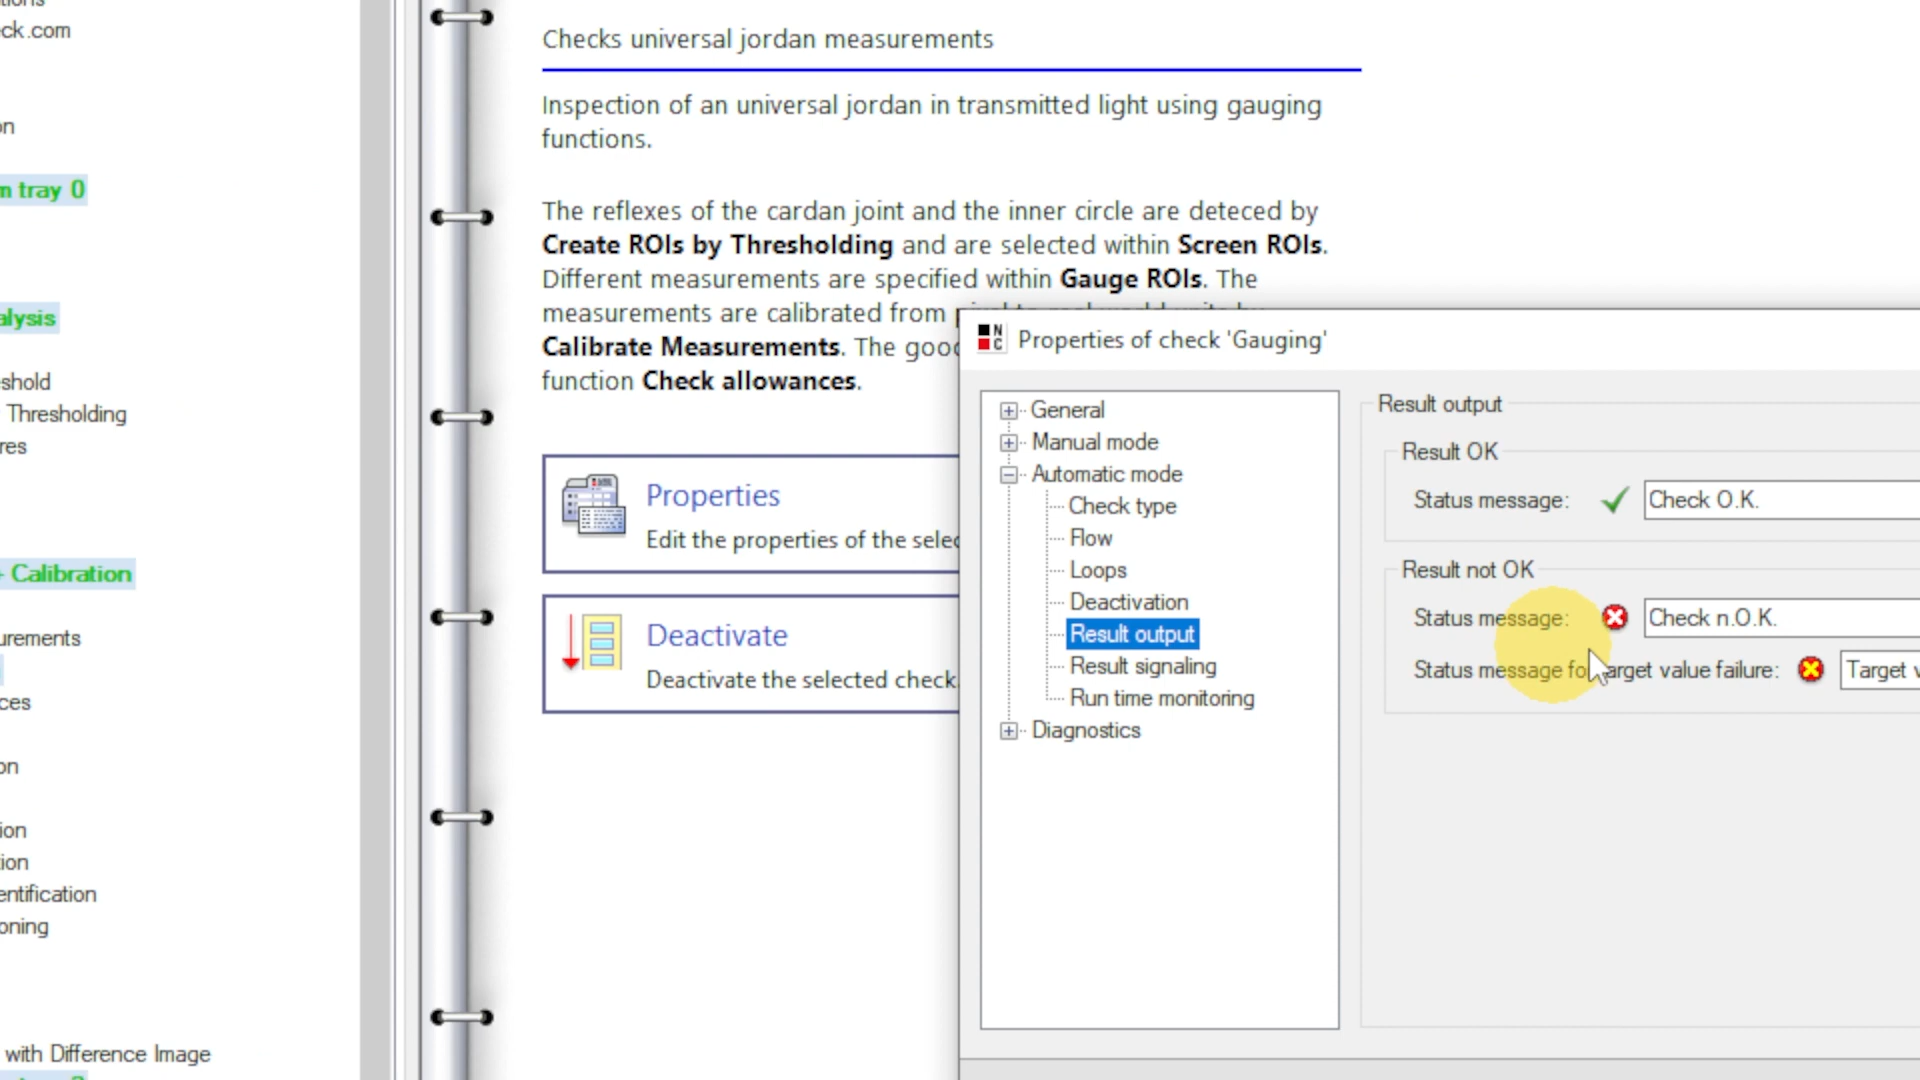 ck.com
on
m tray 0
alysis
shold
Thresholding
res
+ Calibration
urements
ces
on
ion
tion
entification
oning
with Difference Image
Checks universal jordan measurements
Inspection of an universal jordan in transmitted light using gauging
functions.
The reflexes of the cardan joint and the inner circle are deteced by
Create ROIs by Thresholding and are selected within Screen ROIs.
Different measurements are specified within Gauge ROIs. The
measurements are calibrated from
Calibrate Measurements. The good
function Check allowances.
Properties
Edit the properties of the selec
Deactivate
Deactivate the selected check.
NC Properties of check 'Gauging'
General
Manual mode
Automatic mode
Check type
Flow
Loops
Deactivation
Result output
Result signaling
Run time monitoring
Diagnostics
Result output
Result OK
Status message: Check O.K.
Result not OK
Status message: Check n.O.K.
Status message for target value failure: Target v